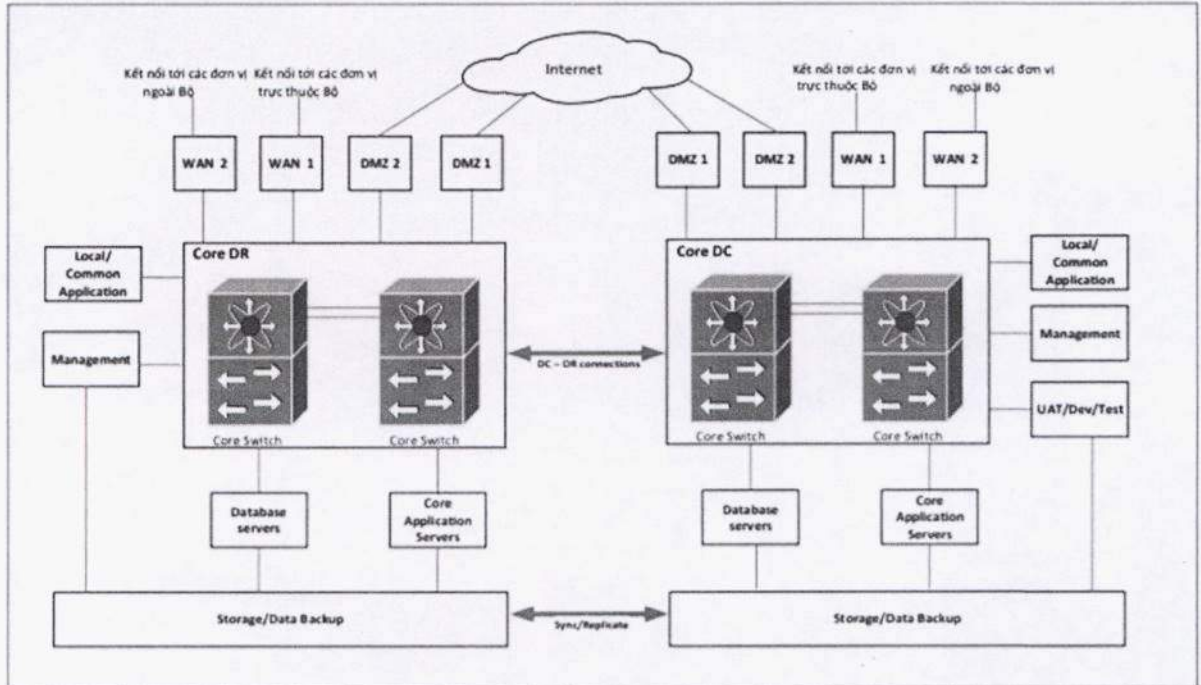 Internet
Kết nối tới các đơn vị
ngoài Bộ
Kết nối tới các đơn vị
trực thuộc Bộ
Kết nối tới các đơn vị
trực thuộc Bộ
Kết nối tới các đơn vị
ngoài Bộ
WAN 2
WAN 1
DMZ 2
DMZ 1
DMZ 1
DMZ 2
WAN 1
WAN 2
Core DR
Core DC
Local/
Common
Application
Management
Core Switch
Core Switch
DC – DR connections
Core Switch
Core Switch
Local/
Common
Application
Management
UAT/Dev/Test
Database
servers
Core
Application
Servers
Database
servers
Core
Application
Servers
Storage/Data Backup
Sync/Replicate
Storage/Data Backup